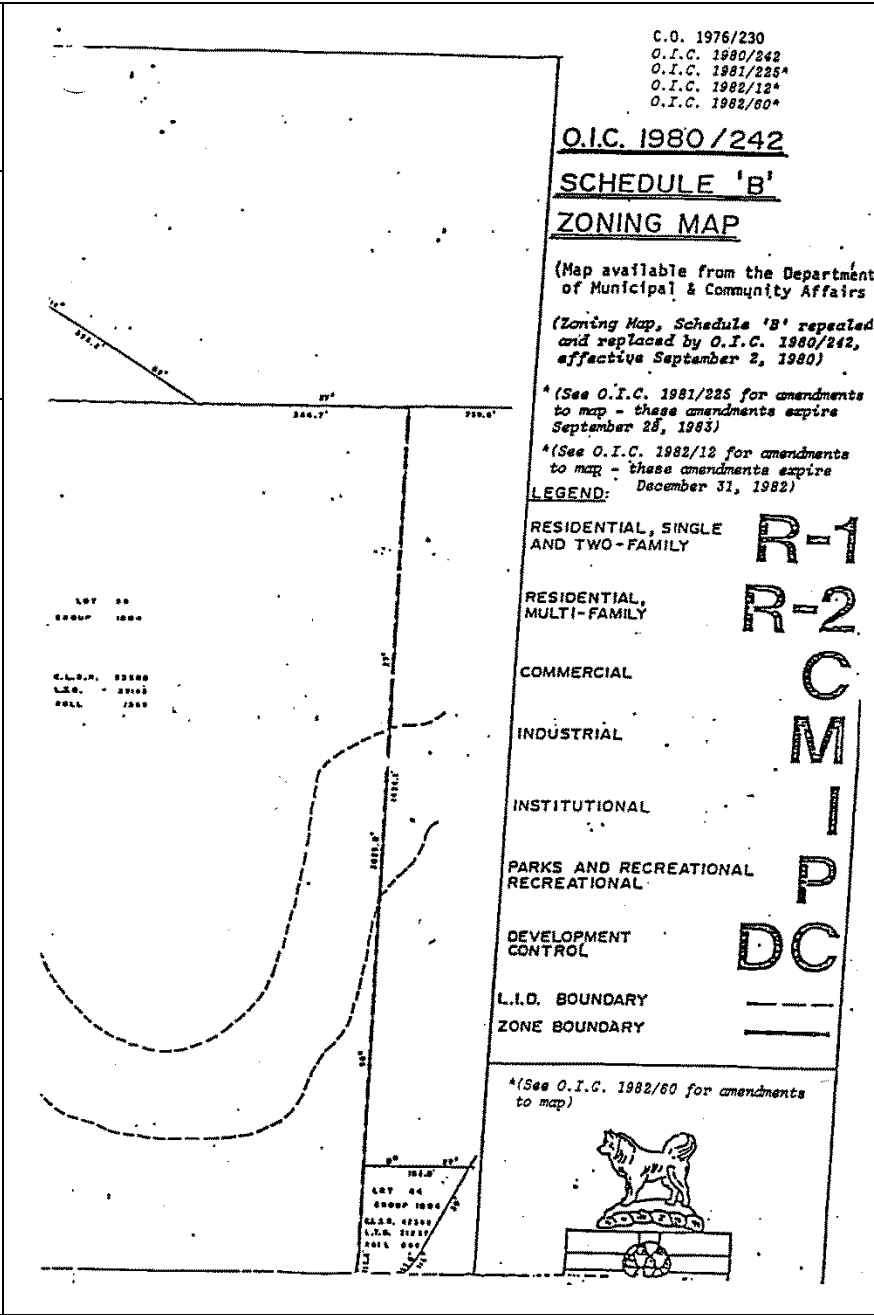 C.O. 1976/230
O.I.C. 1980/242
O.I.C. 1981/225*
O.I.C. 1982/12*
O.I.C. 1982/60*
O.I.C. 1980/242
SCHEDULE 'B'
ZONING MAP
(Map available from the Department
of Municipal & Community Affairs
(Zoning Map, Schedule 'B' repealed
and replaced by O.I.C. 1980/242,
effective September 2, 1980)
*(See O.I.C. 1981/225 for amendments
to map - these amendments expire
September 28, 1983)
*(See O.I.C. 1982/12 for amendments
to map - these amendments expire
December 31, 1982)
LEGEND:
RESIDENTIAL, SINGLE
AND TWO-FAMILY
R-1
RESIDENTIAL,
MULTI-FAMILY
R-2
COMMERCIAL
C
INDUSTRIAL
M
INSTITUTIONAL
I
PARKS AND RECREATIONAL
RECREATIONAL
P
DEVELOPMENT
CONTROL
DC
L.I.D. BOUNDARY
ZONE BOUNDARY
*(See O.I.C. 1982/60 for amendments
to map)
LOT
GROUP
C.L.S.R.
L.T.O.
ROLL
LOT 44
GROUP 1804
C.L.S.R.
L.T.O.
ROLL